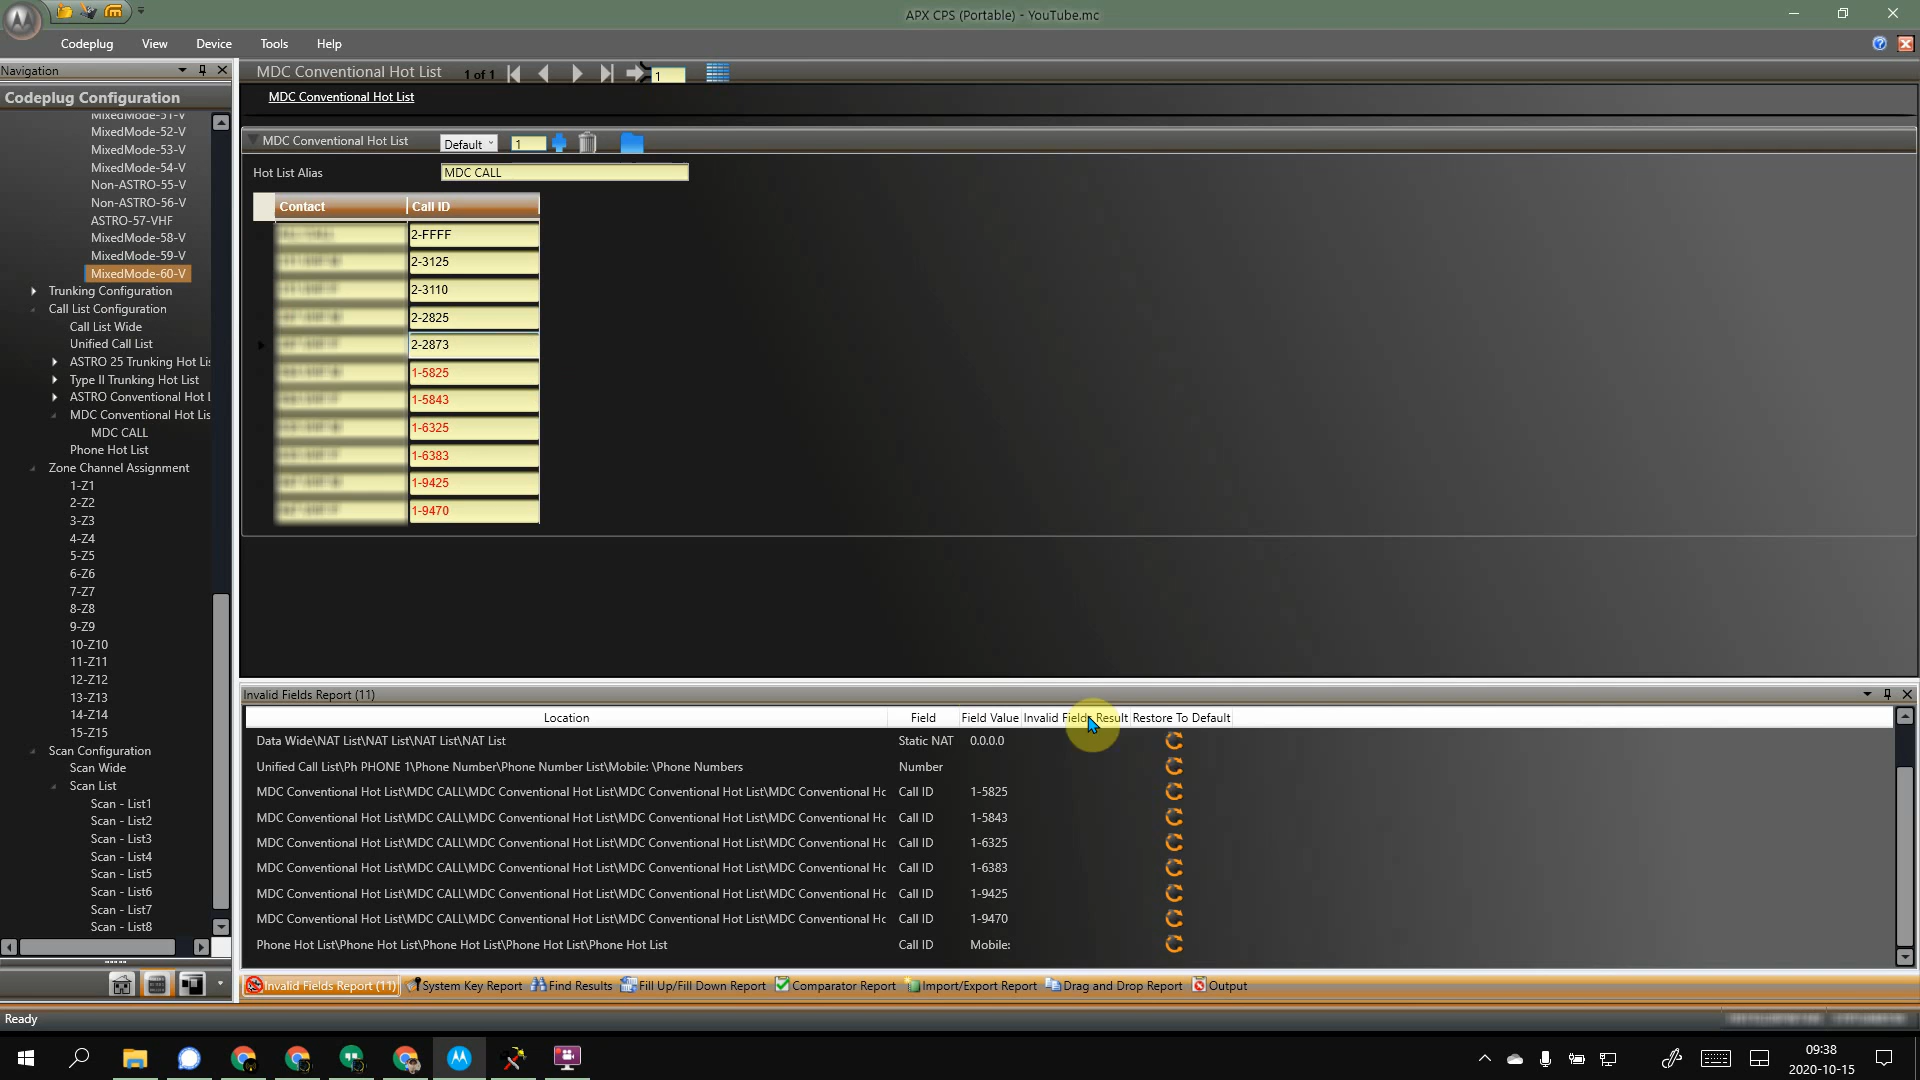 APX CPS (Portable) - YouTube.mc
Codeplug View Device Tools Help
Navigation
Codeplug Configuration
MixedMode-51-V
MixedMode-52-V
MixedMode-53-V
MixedMode-54-V
Non-ASTRO-55-V
Non-ASTRO-56-V
ASTRO-57-VHF
MixedMode-58-V
MixedMode-59-V
MixedMode-60-V
Trunking Configuration
Call List Configuration
Call List Wide
Unified Call List
ASTRO 25 Trunking Hot Lis
Type II Trunking Hot List
ASTRO Conventional Hot L
MDC Conventional Hot Lis
MDC CALL
Phone Hot List
Zone Channel Assignment
1-Z1
2-Z2
3-Z3
4-Z4
5-Z5
6-Z6
7-Z7
8-Z8
9-Z9
10-Z10
11-Z11
12-Z12
13-Z13
14-Z14
15-Z15
Scan Configuration
Scan Wide
Scan List
Scan - List1
Scan - List2
Scan - List3
Scan - List4
Scan - List5
Scan - List6
Scan - List7
Scan - List8
MDC Conventional Hot List 1 of 1 1
MDC Conventional Hot List
MDC Conventional Hot List Default 1
Hot List Alias MDC CALL
Contact Call ID
2-FFFF
2-3125
2-3110
2-2825
2-2873
1-5825
1-5843
1-6325
1-6383
1-9425
1-9470
Invalid Fields Report (11)
Location Field Field Value Invalid Fields Result Restore To Default
Data Wide\NAT List\NAT List\NAT List\NAT List Static NAT 0.0.0.0
Unified Call List\Ph PHONE 1\Phone Number\Phone Number List\Mobile: \Phone Numbers Number
MDC Conventional Hot List\MDC CALL\MDC Conventional Hot List\MDC Conventional Hot List\MDC Conventional Hc Call ID 1-5825
MDC Conventional Hot List\MDC CALL\MDC Conventional Hot List\MDC Conventional Hot List\MDC Conventional Hc Call ID 1-5843
MDC Conventional Hot List\MDC CALL\MDC Conventional Hot List\MDC Conventional Hot List\MDC Conventional Hc Call ID 1-6325
MDC Conventional Hot List\MDC CALL\MDC Conventional Hot List\MDC Conventional Hot List\MDC Conventional Hc Call ID 1-6383
MDC Conventional Hot List\MDC CALL\MDC Conventional Hot List\MDC Conventional Hot List\MDC Conventional Hc Call ID 1-9425
MDC Conventional Hot List\MDC CALL\MDC Conventional Hot List\MDC Conventional Hot List\MDC Conventional Hc Call ID 1-9470
Phone Hot List\Phone Hot List\Phone Hot List\Phone Hot List\Phone Hot List Call ID Mobile:
Invalid Fields Report (11) System Key Report Find Results Fill Up/Fill Down Report Comparator Report Import/Export Report Drag and Drop Report Output
Ready
09:38
2020-10-15